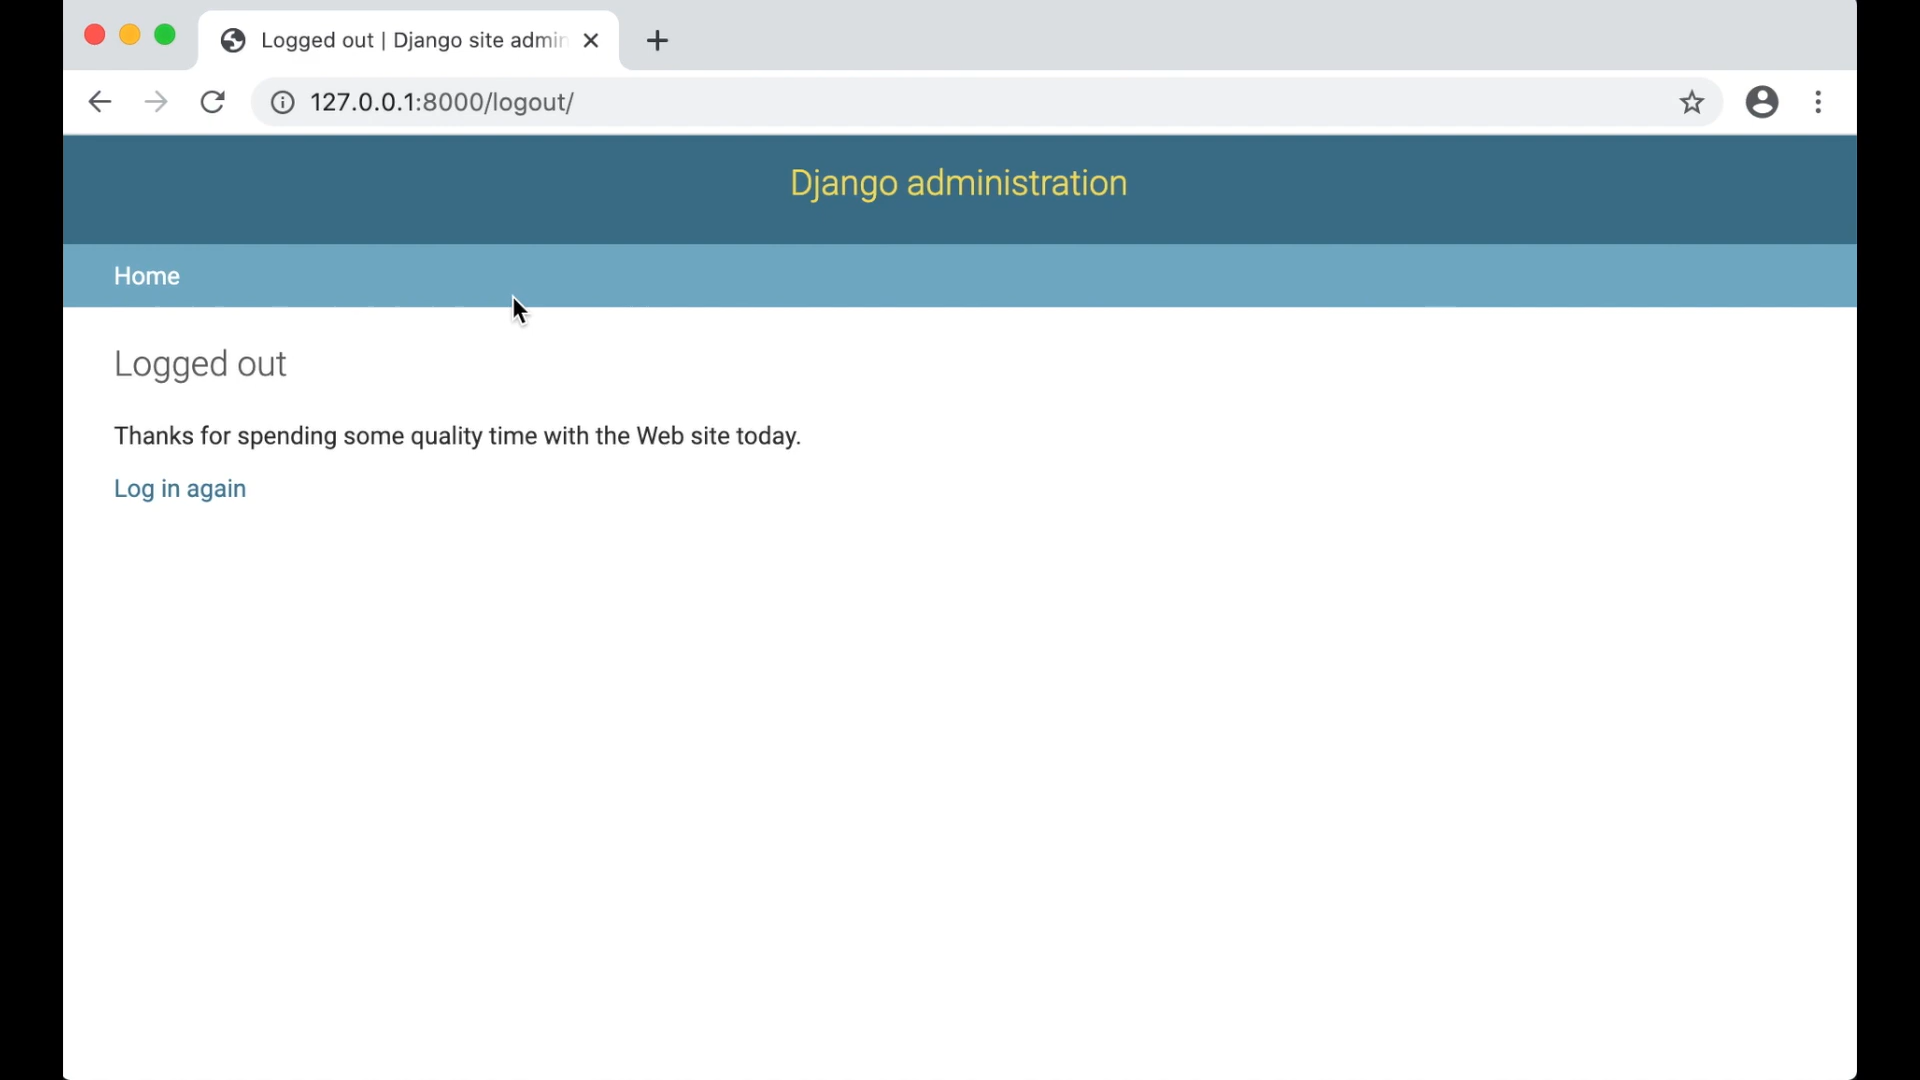 Logged out | Django site admin
127.0.0.1:8000/logout/
Django administration
Home
Logged out
Thanks for spending some quality time with the Web site today.
Log in again